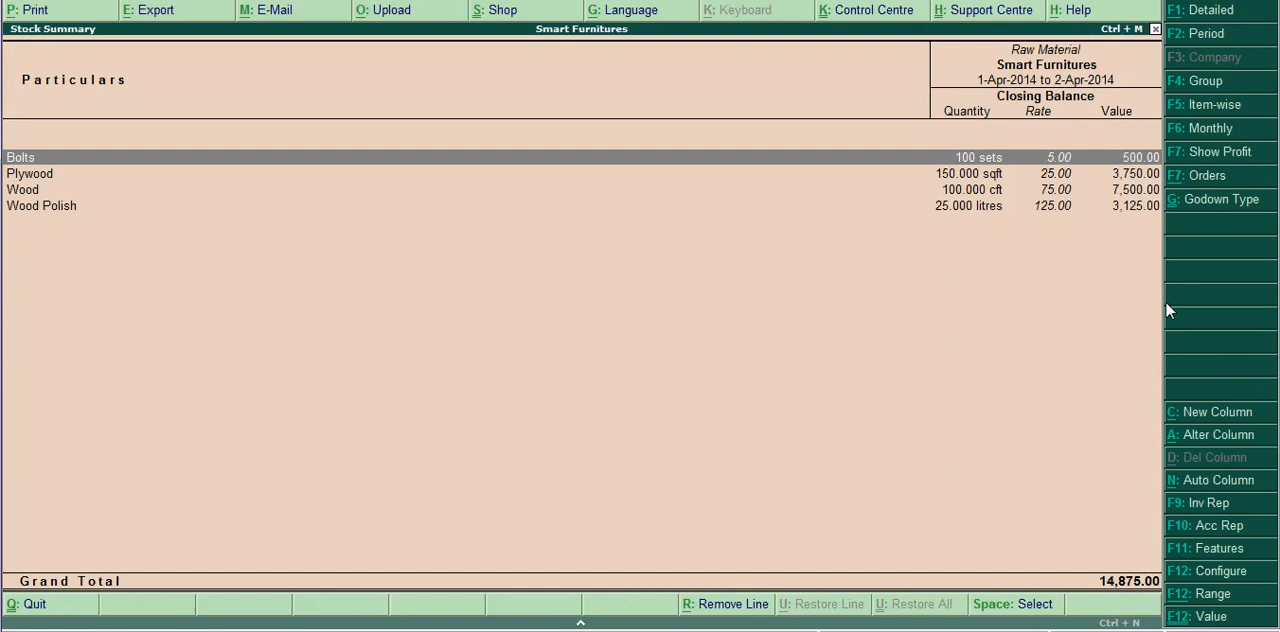 P: Print E: Export M: E-Mail O: Upload S: Shop G: Language K: Keyboard K: Control Centre H: Support Centre H: Help
Stock Summary Smart Furnitures Ctrl + M
Particulars
Raw Material
Smart Furnitures
1-Apr-2014 to 2-Apr-2014
Closing Balance
Quantity Rate Value
Bolts 100 sets 5.00 500.00
Plywood 150.000 sqft 25.00 3,750.00
Wood 100.000 cft 75.00 7,500.00
Wood Polish 25.000 litres 125.00 3,125.00
Grand Total 14,875.00
Q: Quit R: Remove Line U: Restore Line U: Restore All Space: Select
Ctrl + N
F1: Detailed
F2: Period
F3: Company
F4: Group
F5: Item-wise
F6: Monthly
F7: Show Profit
F7: Orders
G: Godown Type
C: New Column
A: Alter Column
D: Del Column
N: Auto Column
F9: Inv Rep
F10: Acc Rep
F11: Features
F12: Configure
F12: Range
F12: Value